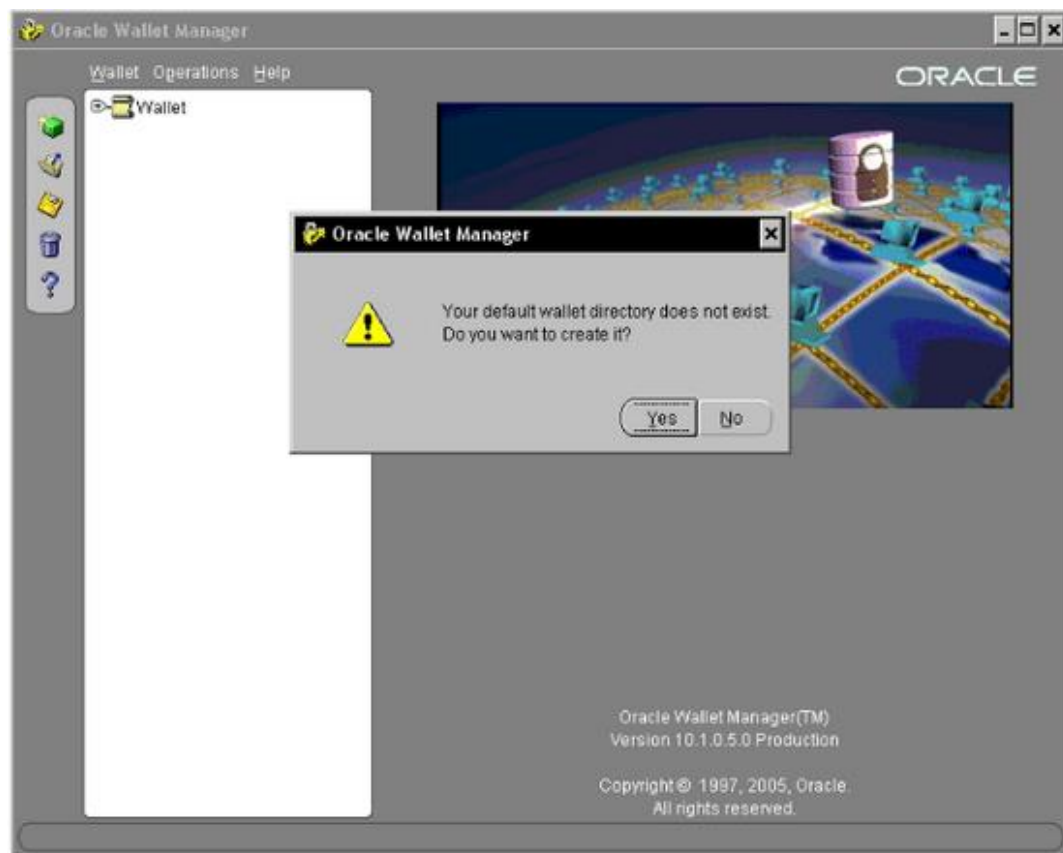 Oracle Wallet Manager
Wallet Operations Help
ORACLE
Wallet
Oracle Wallet Manager
Your default wallet directory does not exist.
Do you want to create it?
Yes No
Oracle Wallet Manager(TM)
Version 10.1.0.5.0 Production
Copyright © 1997, 2005, Oracle.
All rights reserved.